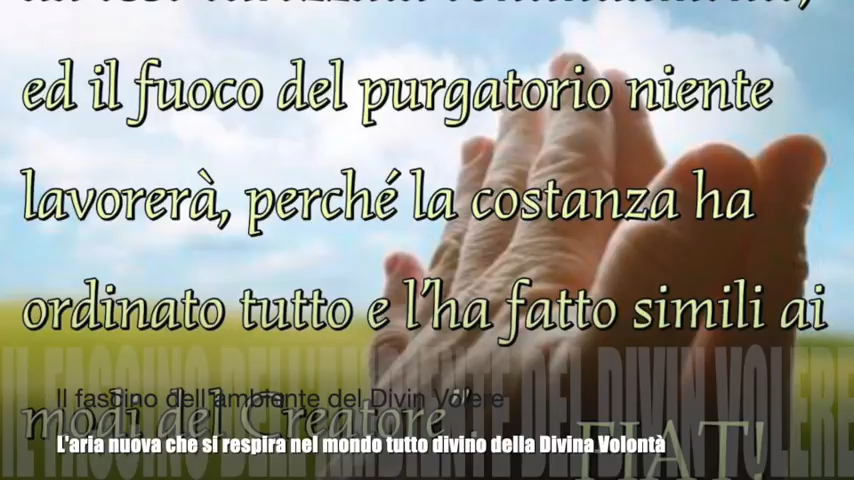 ed il fuoco del purgatorio niente
lavorerà, perché la costanza ha
ordinato tutto e l'ha fatto simili ai
modi del Creatore"
FIAT!
IL FASCINO DELL'AMBIENTE DEL DIVIN VOLERE
Il fascino dell'ambiente del Divin Volere
L'aria nuova che si respira nel mondo tutto divino della Divina Volontà